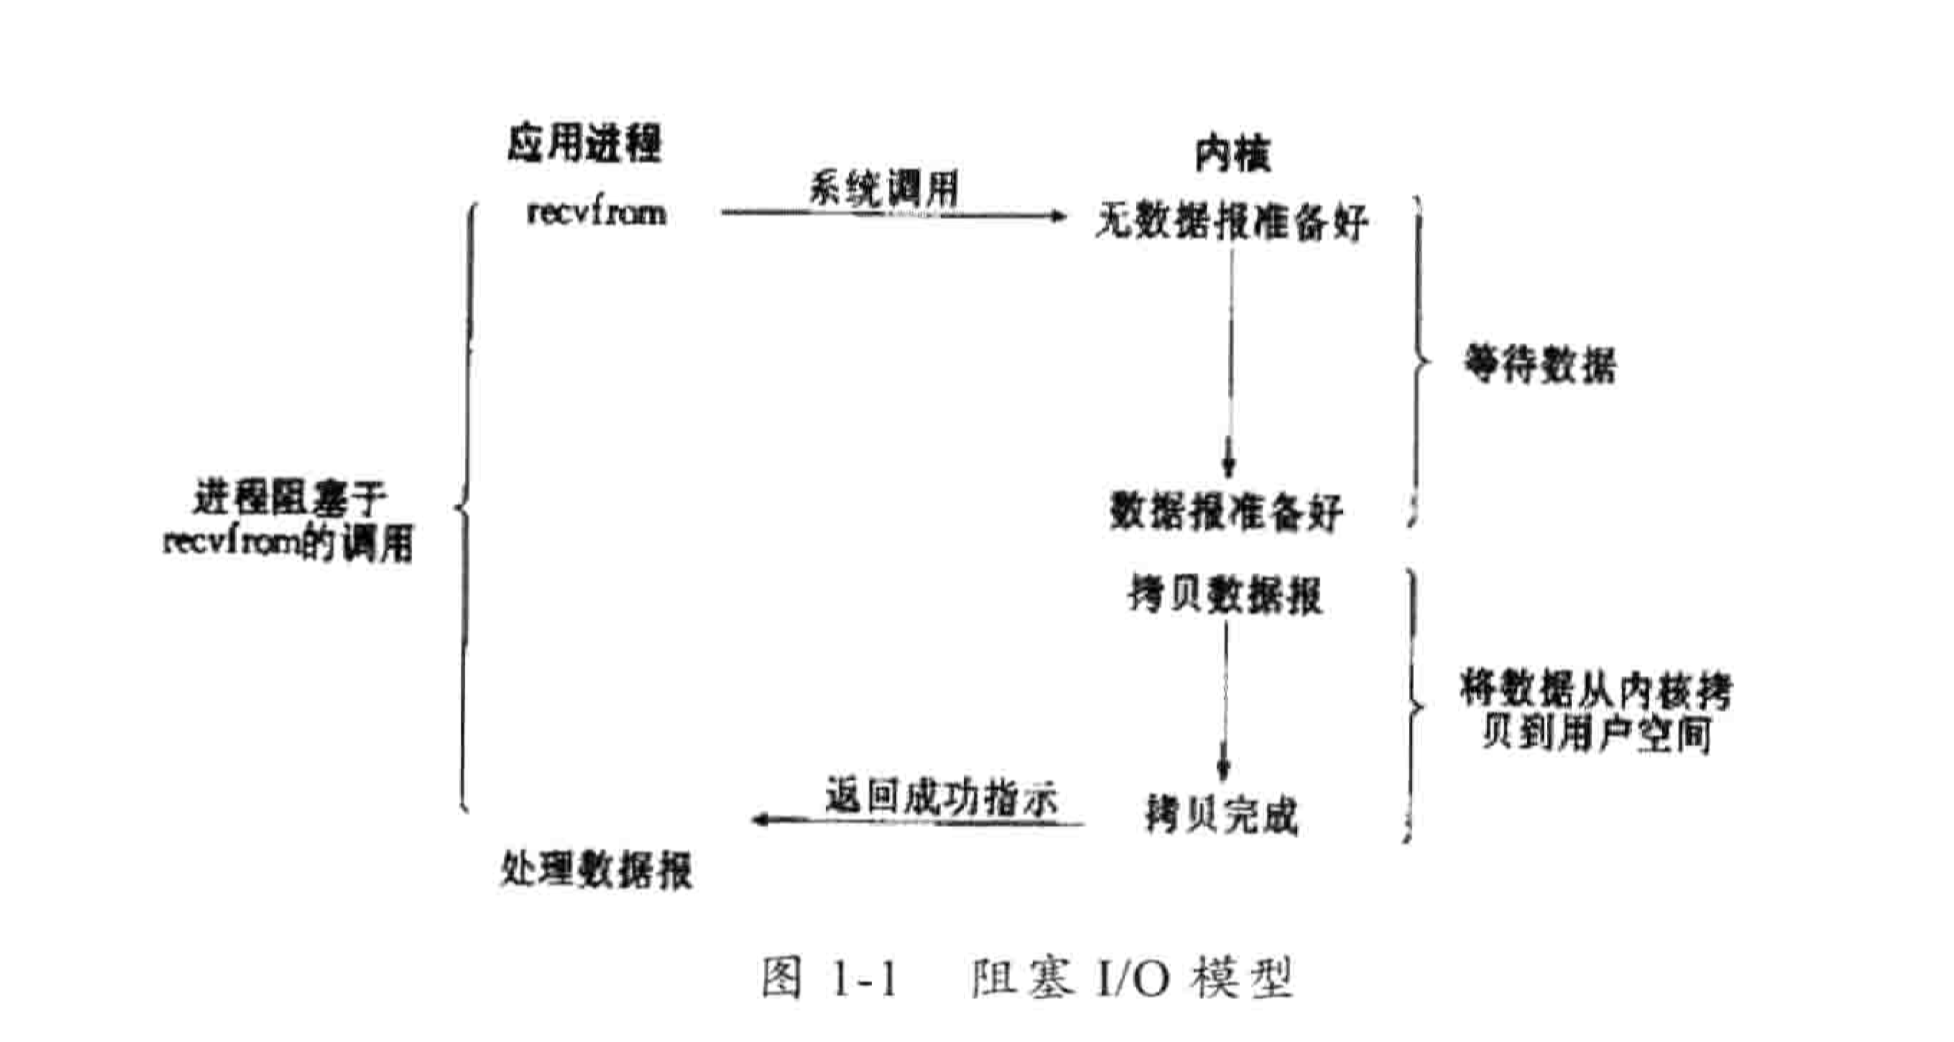 应用进程
内核
系统调用
recvfrom
无数据报准备好
等待数据
进程阻塞于
recvfrom的调用
数据报准备好
拷贝数据报
将数据从内核拷
贝到用户空间
返回成功指示
拷贝完成
处理数据报
图 1-1 阻塞 I/O 模型